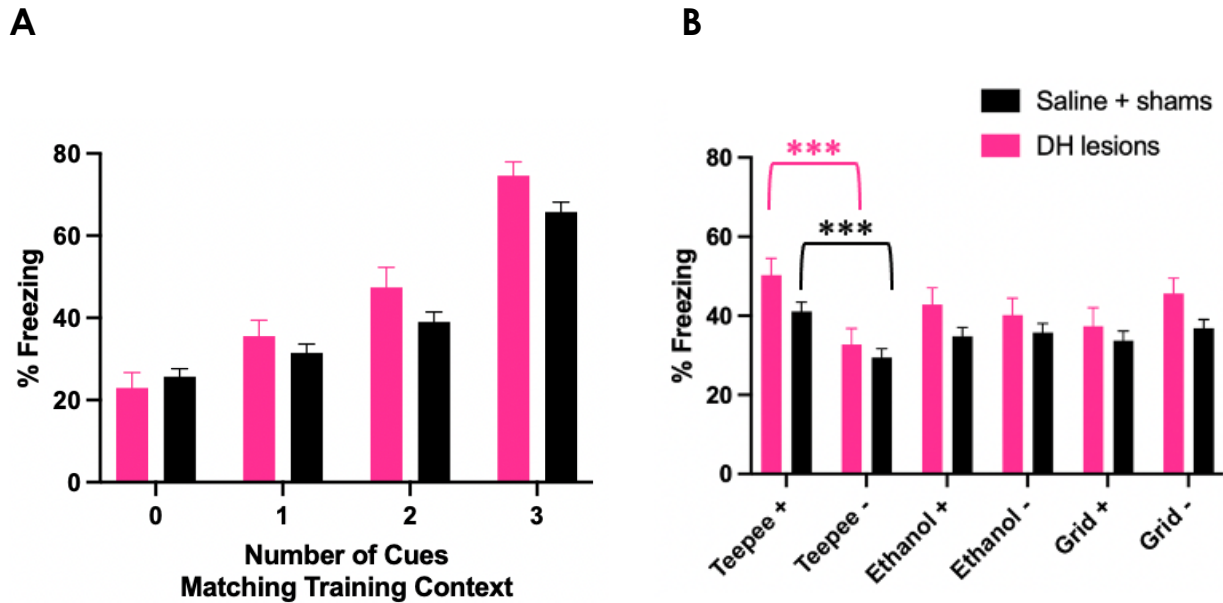 A
80
60
40
20
0
% Freezing
0 1 2 3
Number of Cues
Matching Training Context
B
Saline + shams
DH lesions
***
***
80
60
40
20
0
% Freezing
Teepee +
Teepee -
Ethanol +
Ethanol -
Grid +
Grid -